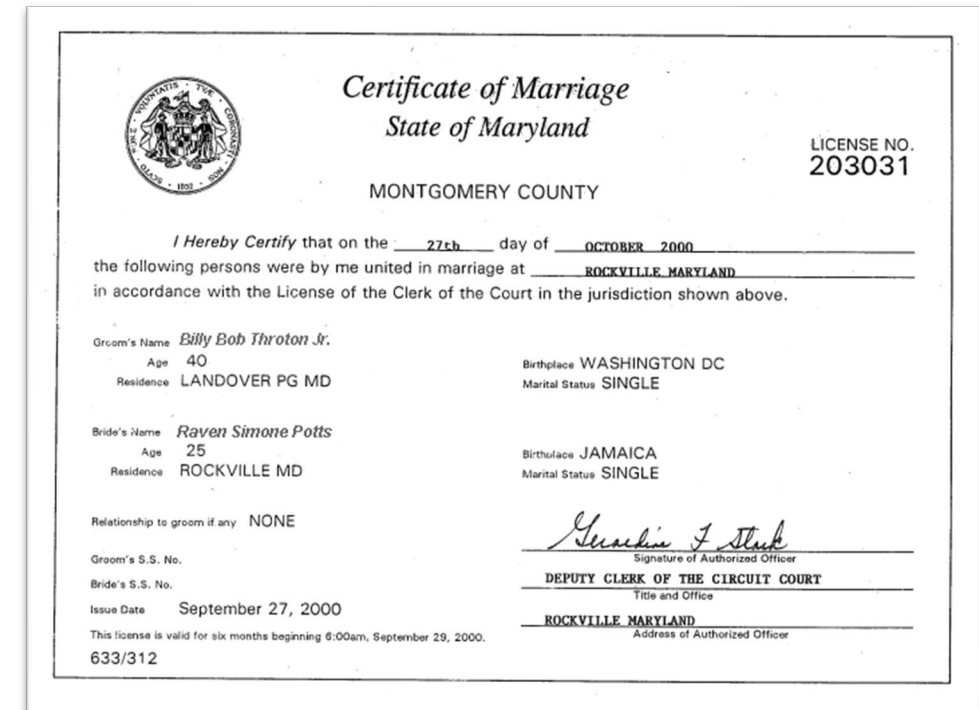 Certificate of Marriage
State of Maryland
LICENSE NO.
203031
MONTGOMERY COUNTY
I Hereby Certify that on the 27th day of OCTOBER 2000
the following persons were by me united in marriage at ROCKVILLE MARYLAND
in accordance with the License of the Clerk of the Court in the jurisdiction shown above.
Groom's Name Billy Bob Throton Jr.
Age 40 Birthplace WASHINGTON DC
Residence LANDOVER PG MD Marital Status SINGLE
Bride's Name Raven Simone Potts
Age 25 Birthplace JAMAICA
Residence ROCKVILLE MD Marital Status SINGLE
Relationship to groom if any NONE
Geraldine F Stark
Groom's S.S. No. Signature of Authorized Officer
Bride's S.S. No. DEPUTY CLERK OF THE CIRCUIT COURT
Title and Office
Issue Date September 27, 2000
ROCKVILLE MARYLAND
This license is valid for six months beginning 6:00am, September 29, 2000. Address of Authorized Officer
633/312